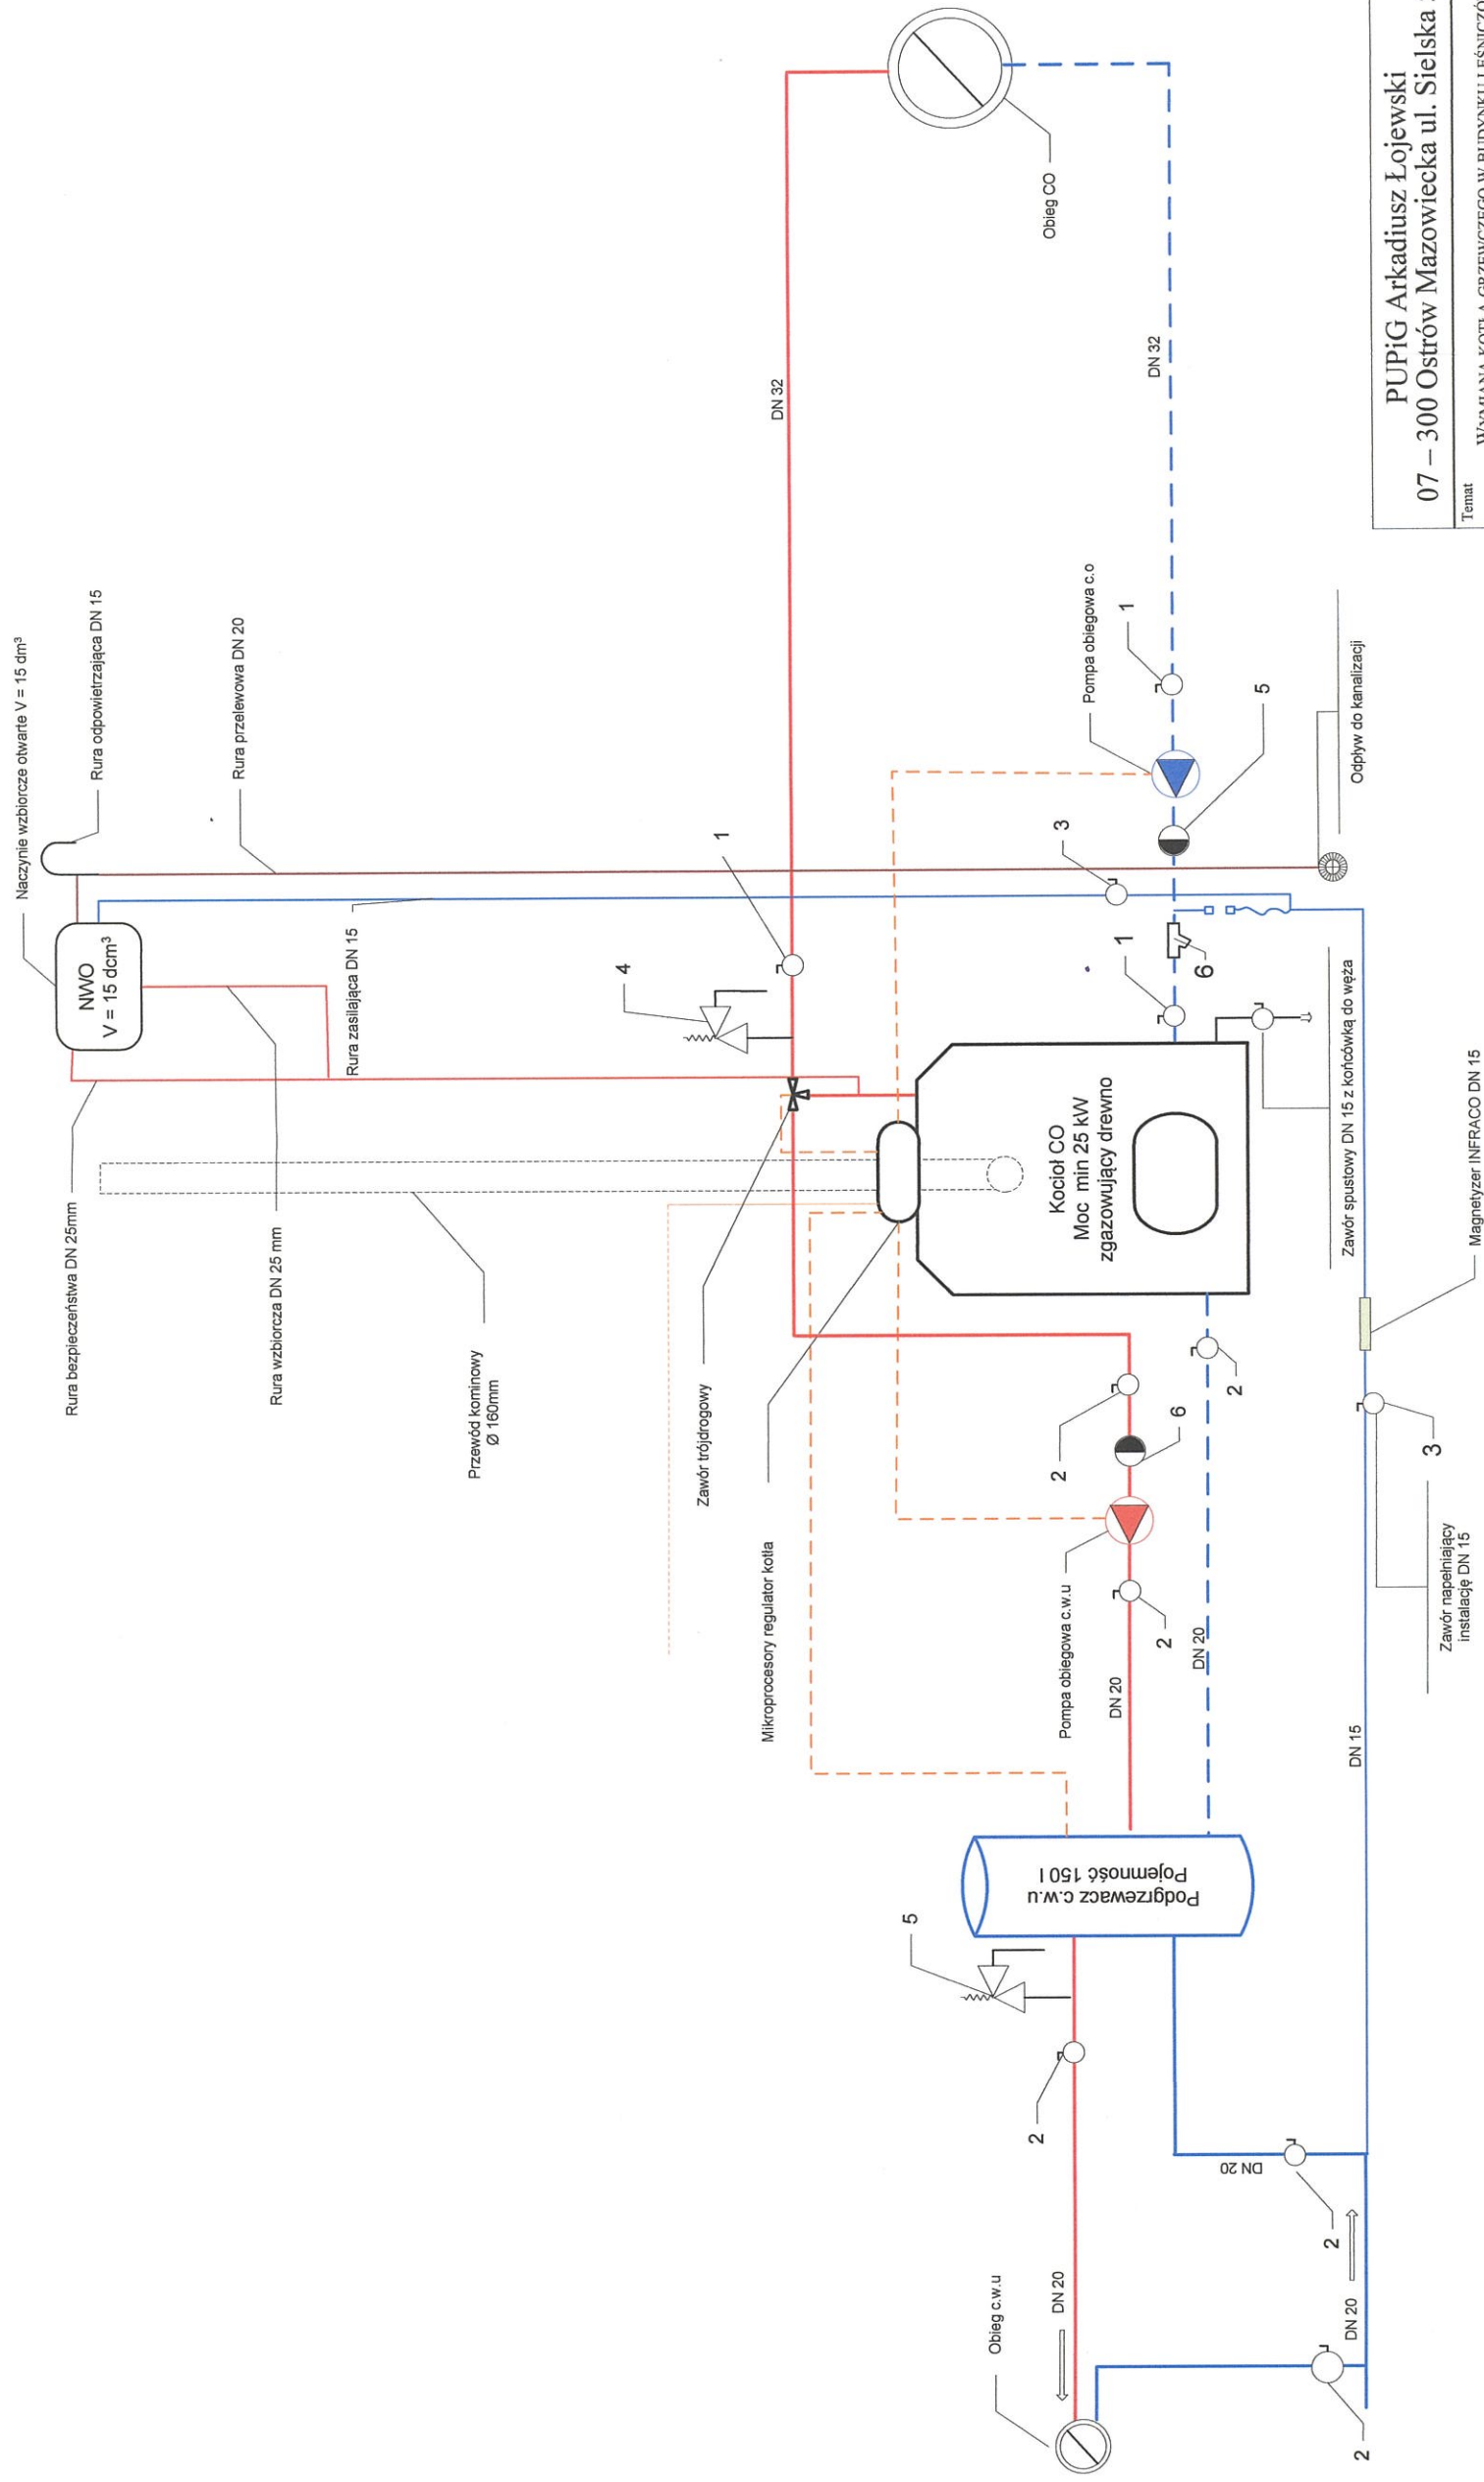 Naczynie wzbiorcze otwarte V = 15 dm³
Rura odpowietrzająca DN 15
NWO
V = 15 dcm³
Rura przelewowa DN 20
Rura zasilająca DN 15
Rura bezpieczeństwa DN 25mm
Rura wzbiorcza DN 25 mm
Przewód kominowy
Ø 160mm
Zawór trójdrogowy
Mikroprocesory regulator kotła
4
1
DN 32
Obieg CO
DN 32
Pompa obiegowa c.o
1
5
3
1
6
Odpływ do kanalizacji
Kocioł CO
Moc min 25 kW
zgazowujący drewno
Zawór spustowy DN 15 z końcówką do węża
Magnetyzer INFRACO DN 15
2
2
6
Pompa obiegowa c.w.u
2
DN 20
DN 20
3
Zawór napełniający
instalację DN 15
DN 15
Podgrzewacz c.w.u
Pojemność 150 l
5
2
DN 20
2
Obieg c.w.u
DN 20
DN 20
2
PUPiG Arkadiusz Łojewski
07 – 300 Ostrów Mazowiecka ul. Sielska
Temat